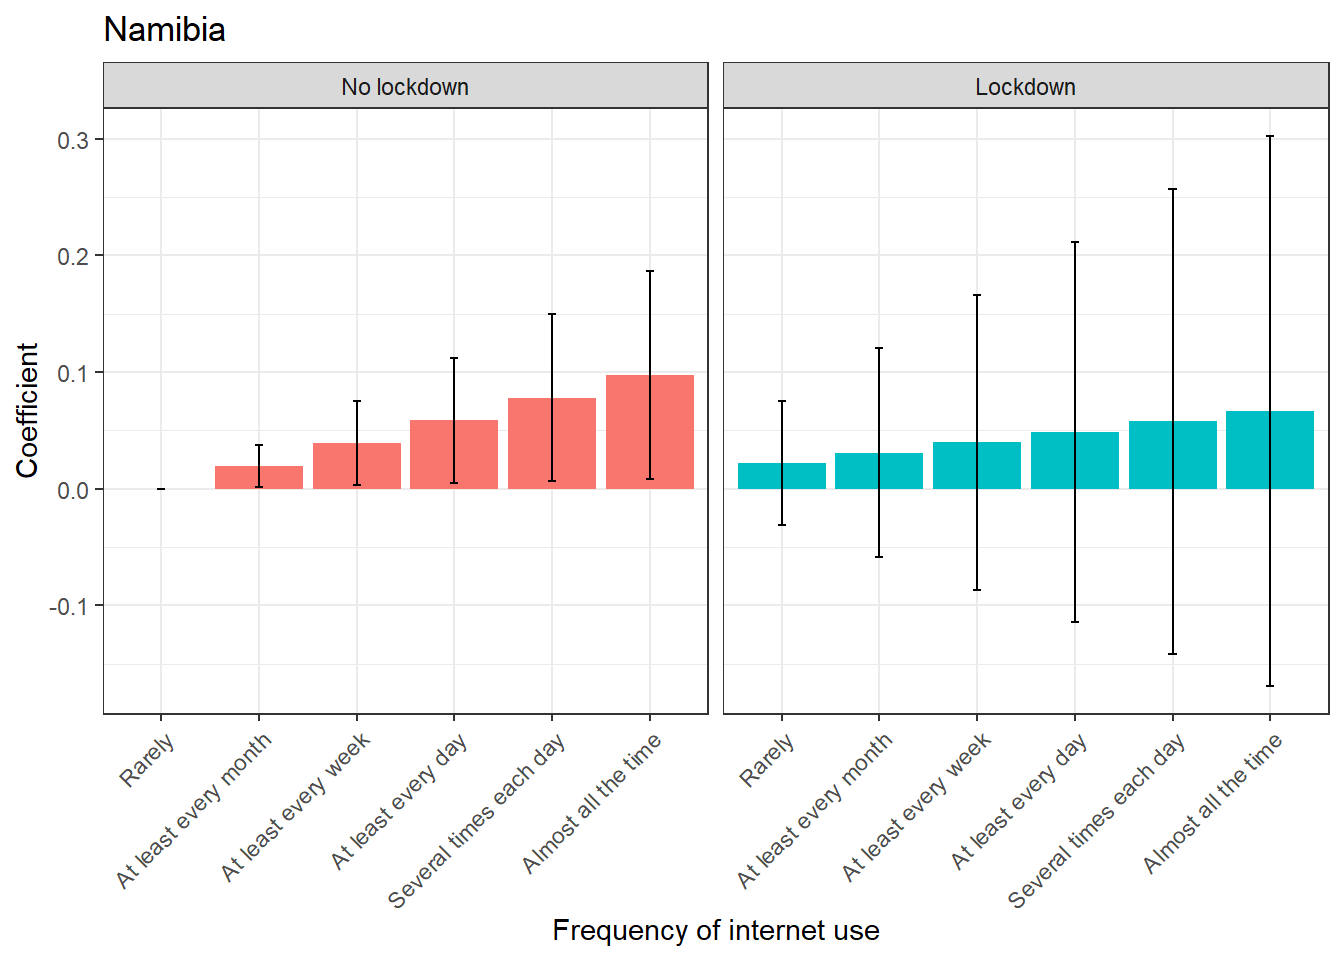 Namibia
No lockdown
Lockdown
Coefficient
0.3
0.2
0.1
0.0
-0.1
Rarely
At least every month
At least every week
At least every day
Several times each day
Almost all the time
Rarely
At least every month
At least every week
At least every day
Several times each day
Almost all the time
Frequency of internet use